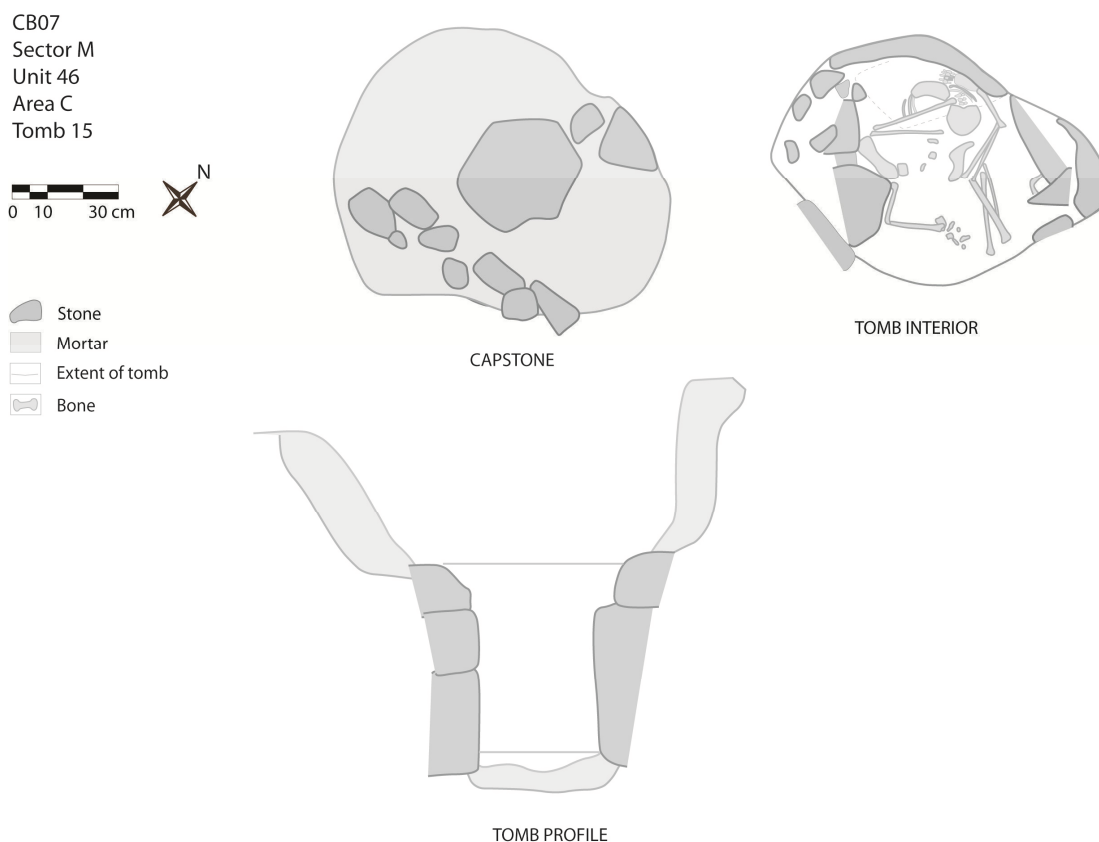 CB07
Sector M
Unit 46
Area C
Tomb 15
N
0 10 30 cm
Stone
Mortar
Extent of tomb
Bone
CAPSTONE
TOMB INTERIOR
TOMB PROFILE